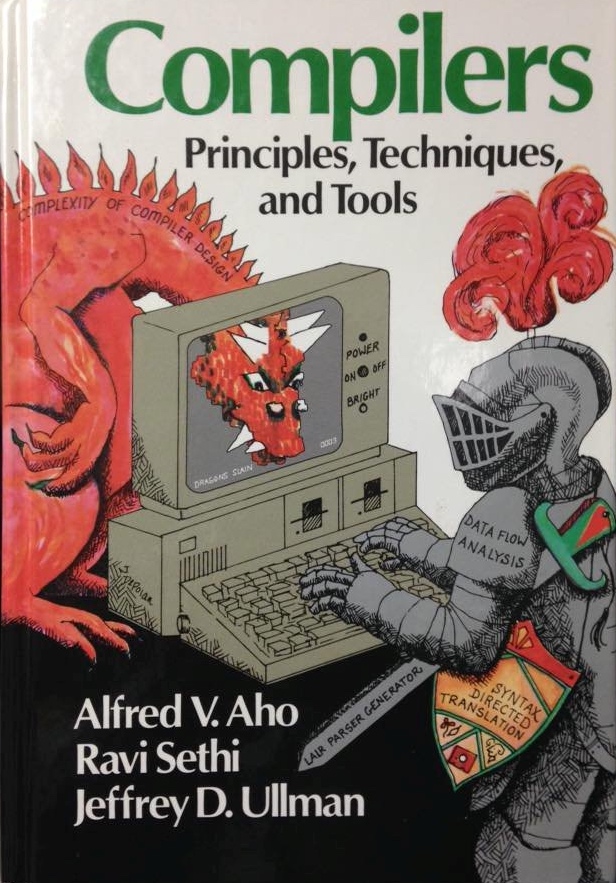 Compilers
Principles, Techniques,
and Tools
COMPLEXITY OF COMPILER DESIGN
POWER
ON OFF
BRIGHT
DRAGONS SLAIN 0003
DATA FLOW
ANALYSIS
J DEPOIAN
SYNTAX
DIRECTED
TRANSLATION
LALR PARSER GENERATOR
Alfred V. Aho
Ravi Sethi
Jeffrey D. Ullman